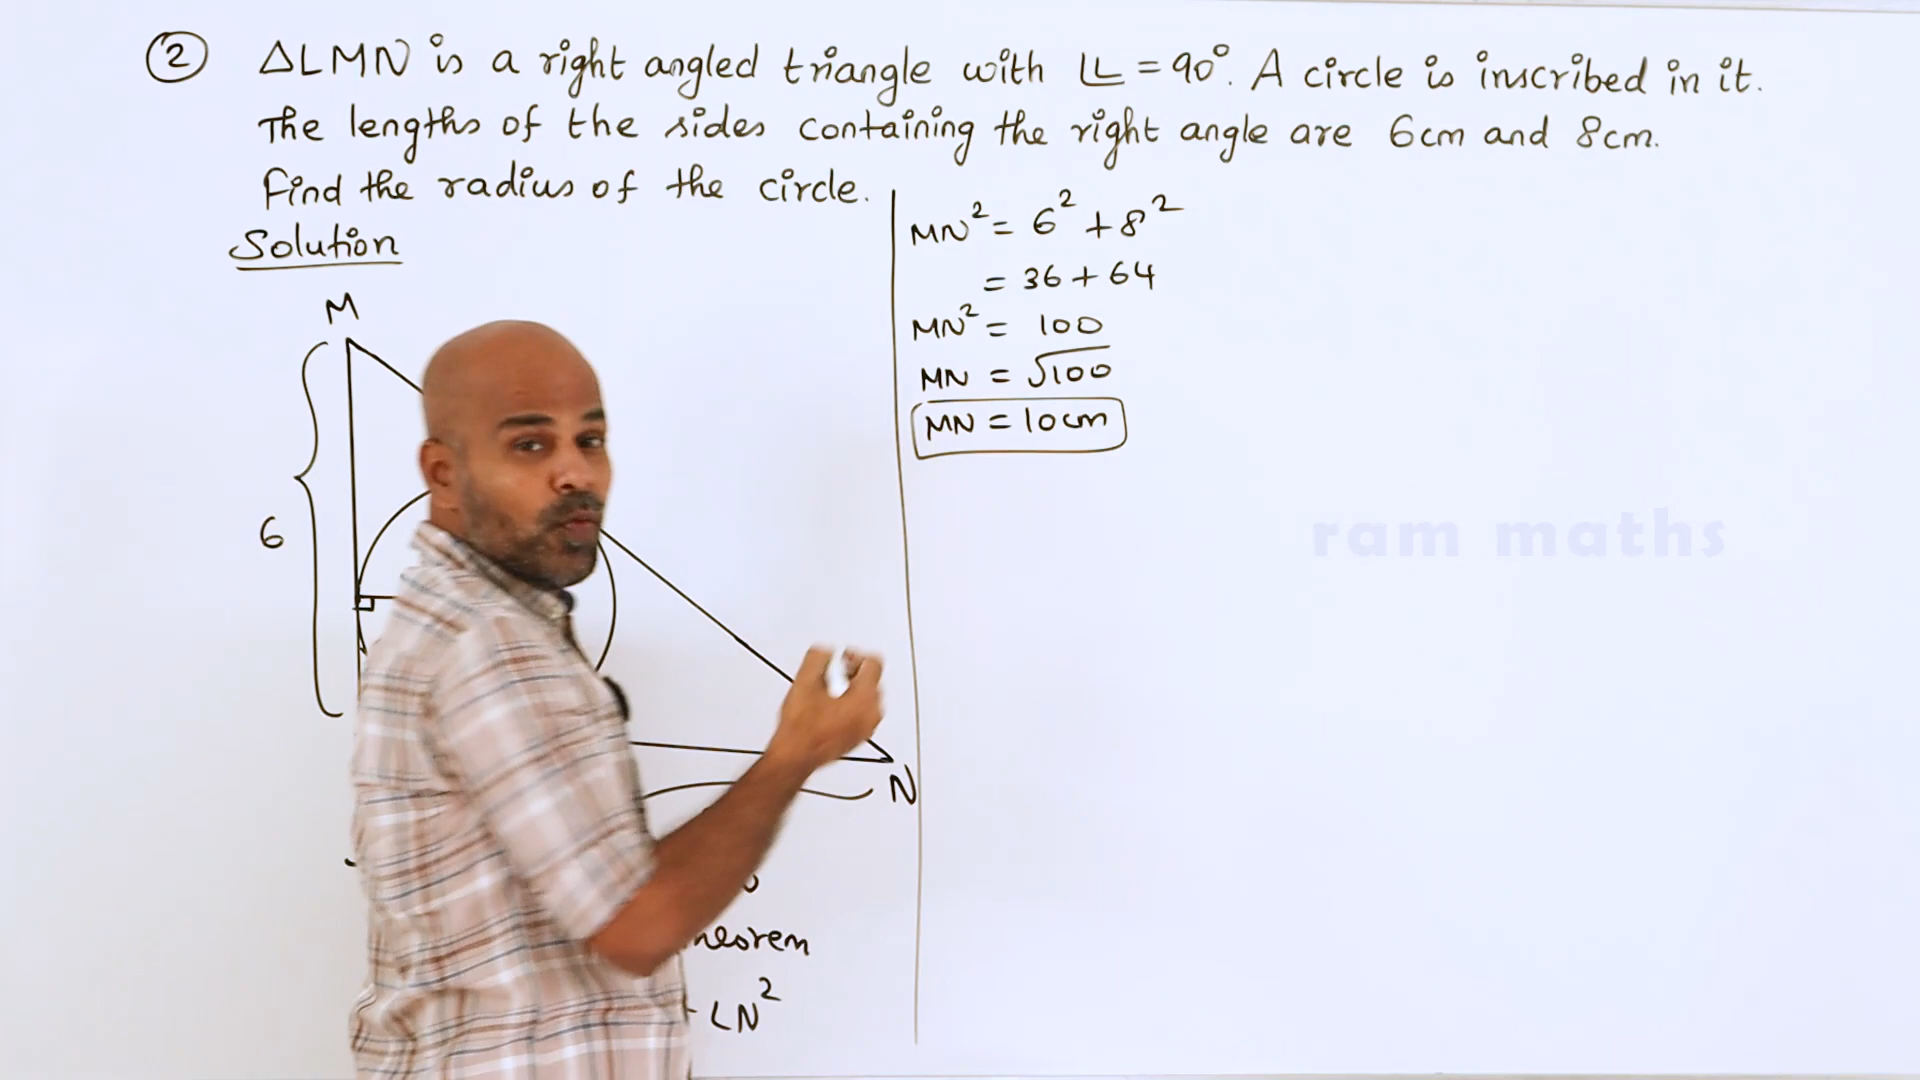 ② △LMN is a right angled triangle with ∠L = 90°. A circle is inscribed in it.
The lengths of the sides containing the right angle are 6cm and 8cm.
Find the radius of the circle.
Solution
M
6
N
LN²
MN² = 6² + 8²
= 36 + 64
MN² = 100
MN = √100
MN = 10cm
ram maths